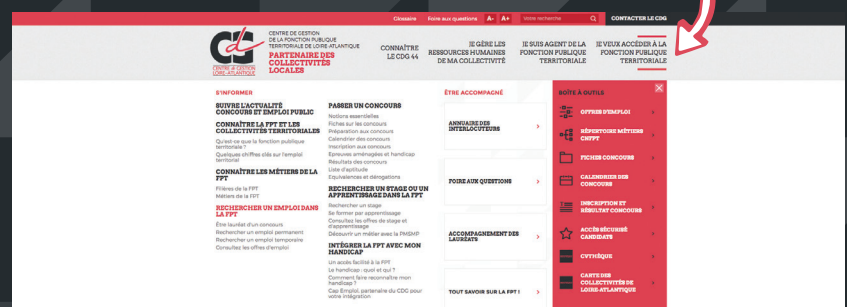 Glossaire
Foire aux questions
A-
A+
Votre recherche
CONTACTER LE CDG
cd
CENTRE DE GESTION
LOIRE-ATLANTIQUE
CENTRE DE GESTION
DE LA FONCTION PUBLIQUE
TERRITORIALE DE LOIRE-ATLANTIQUE
PARTENAIRE DES
COLLECTIVITÉS
LOCALES
CONNAÎTRE
LE CDG 44
JE GÈRE LES
RESSOURCES HUMAINES
DE MA COLLECTIVITÉ
JE SUIS AGENT DE LA
FONCTION PUBLIQUE
TERRITORIALE
JE VEUX ACCÉDER À LA
FONCTION PUBLIQUE
TERRITORIALE
S'INFORMER
SUIVRE L'ACTUALITÉ
CONCOURS ET EMPLOI PUBLIC
CONNAÎTRE LA FPT ET LES
COLLECTIVITÉS TERRITORIALES
Qu'est-ce que la fonction publique
territoriale ?
Quelques chiffres clés sur l'emploi
territorial
CONNAÎTRE LES MÉTIERS DE LA
FPT
Filières de la FPT
Métiers de la FPT
RECHERCHER UN EMPLOI DANS
LA FPT
Être lauréat d'un concours
Rechercher un emploi permanent
Rechercher un emploi temporaire
Consultez les offres d'emploi
PASSER UN CONCOURS
Notions essentielles
Fiches sur les concours
Préparation aux concours
Calendrier des concours
Inscription aux concours
Epreuves aménagées et handicap
Résultats des concours
Liste d'aptitude
Equivalences et dérogations
RECHERCHER UN STAGE OU UN
APPRENTISSAGE DANS LA FPT
Rechercher un stage
Se former par apprentissage
Consultez les offres de stage et
d'apprentissage
Découvrir un métier avec la PMSMP
INTÉGRER LA FPT AVEC MON
HANDICAP
Un accès facilité à la FPT
Le handicap : quoi et qui ?
Comment faire reconnaître mon
handicap ?
Cap Emploi, partenaire du CDG pour
votre intégration
ÊTRE ACCOMPAGNÉ
ANNUAIRE DES
INTERLOCUTEURS
FOIRE AUX QUESTIONS
ACCOMPAGNEMENT DES
LAURÉATS
TOUT SAVOIR SUR LA FPT !
BOÎTE À OUTILS
OFFRES D'EMPLOI
RÉPERTOIRE MÉTIERS
CNFPT
FICHES CONCOURS
CALENDRIER DES
CONCOURS
INSCRIPTION ET
RÉSULTAT CONCOURS
ACCÈS SÉCURISÉ
CANDIDATS
CVTHÈQUE
CARTE DES
COLLECTIVITÉS DE
LOIRE-ATLANTIQUE